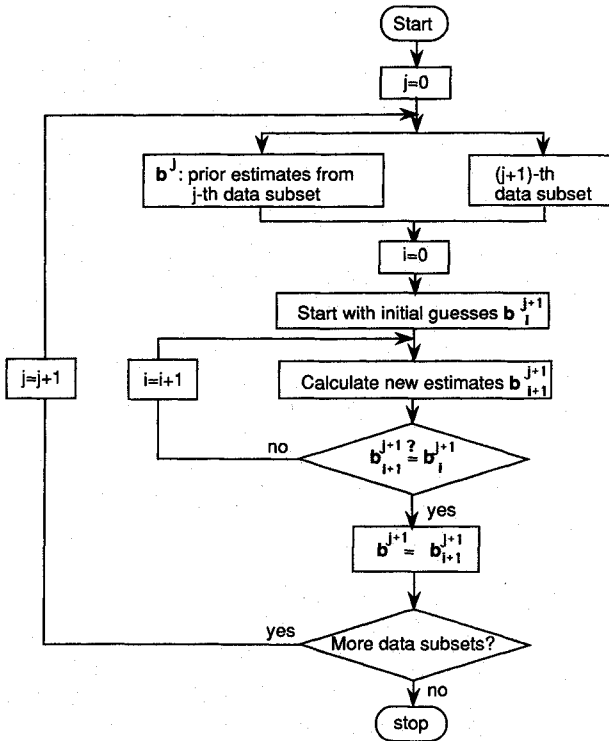 Start
j=0
b^j: prior estimates from
j-th data subset
(j+1)-th
data subset
i=0
Start with initial guesses b_i^{j+1}
j=j+1
i=i+1
Calculate new estimates b_{i+1}^{j+1}
no
b_{i+1}^{j+1} ?= b_i^{j+1}
yes
b^{j+1} = b_{i+1}^{j+1}
yes
More data subsets?
no
stop